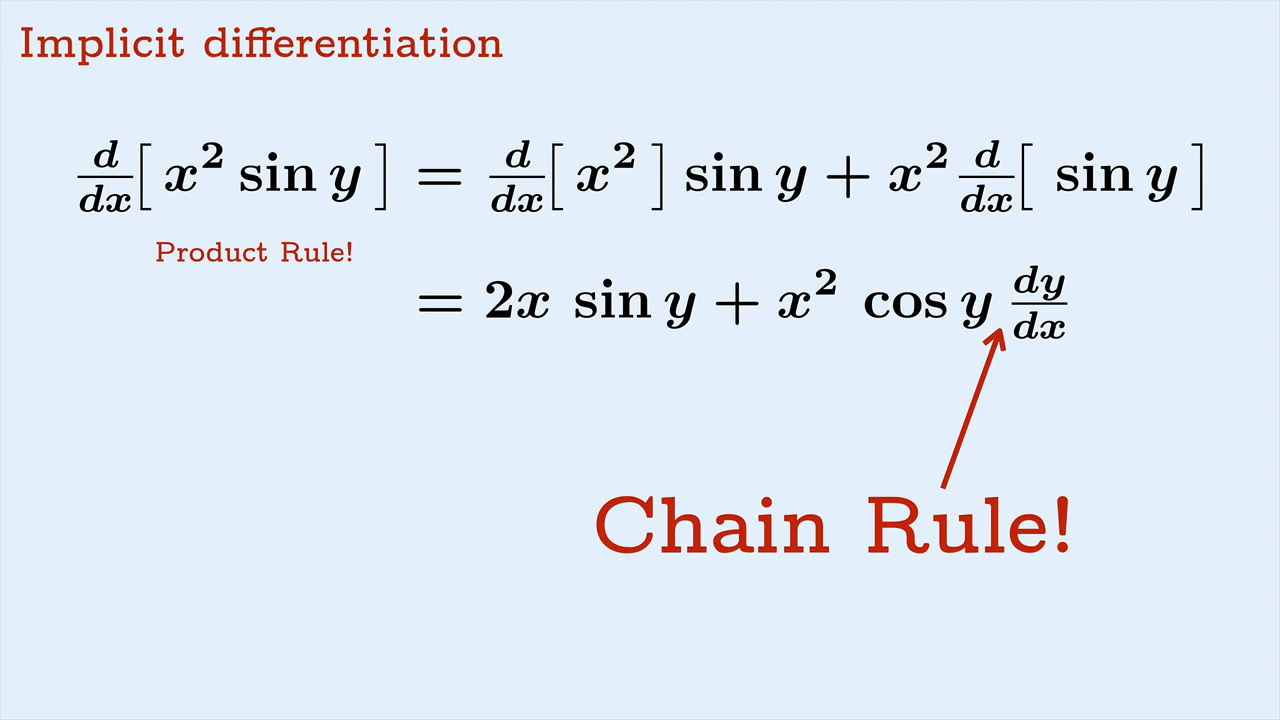 Implicit differentiation
d/dx[ x² sin y ] = d/dx[ x² ] sin y + x² d/dx[ sin y ]
Product Rule!
= 2x sin y + x² cos y dy/dx
Chain Rule!